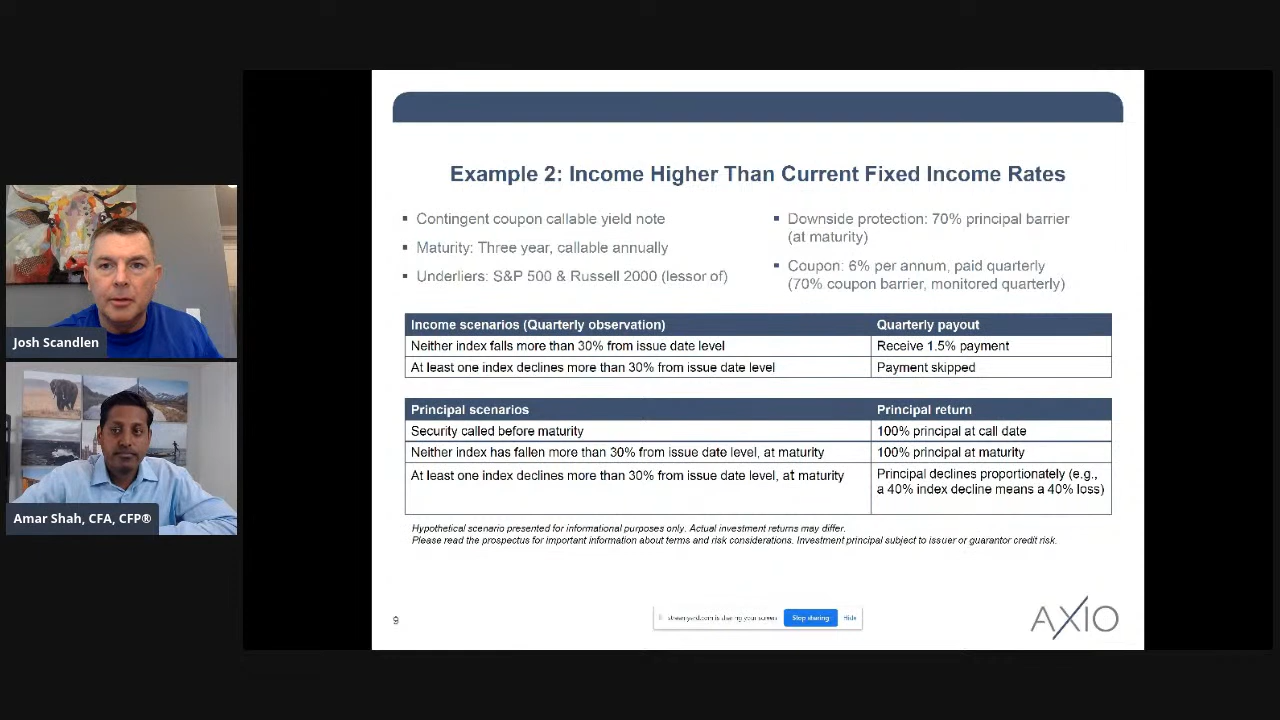 Josh Scandlen
Amar Shah, CFA, CFP®
Example 2: Income Higher Than Current Fixed Income Rates
▪ Contingent coupon callable yield note
▪ Maturity: Three year, callable annually
▪ Underliers: S&P 500 & Russell 2000 (lessor of)
▪ Downside protection: 70% principal barrier
(at maturity)
▪ Coupon: 6% per annum, paid quarterly
(70% coupon barrier, monitored quarterly)
Income scenarios (Quarterly observation) Quarterly payout
Neither index falls more than 30% from issue date level Receive 1.5% payment
At least one index declines more than 30% from issue date level Payment skipped
Principal scenarios Principal return
Security called before maturity 100% principal at call date
Neither index has fallen more than 30% from issue date level, at maturity 100% principal at maturity
At least one index declines more than 30% from issue date level, at maturity Principal declines proportionately (e.g.,
a 40% index decline means a 40% loss)
Hypothetical scenario presented for informational purposes only. Actual investment returns may differ.
Please read the prospectus for important information about terms and risk considerations. Investment principal subject to issuer or guarantor credit risk.
9
streamyard.com is sharing your screen. Stop sharing Hide
AXIO